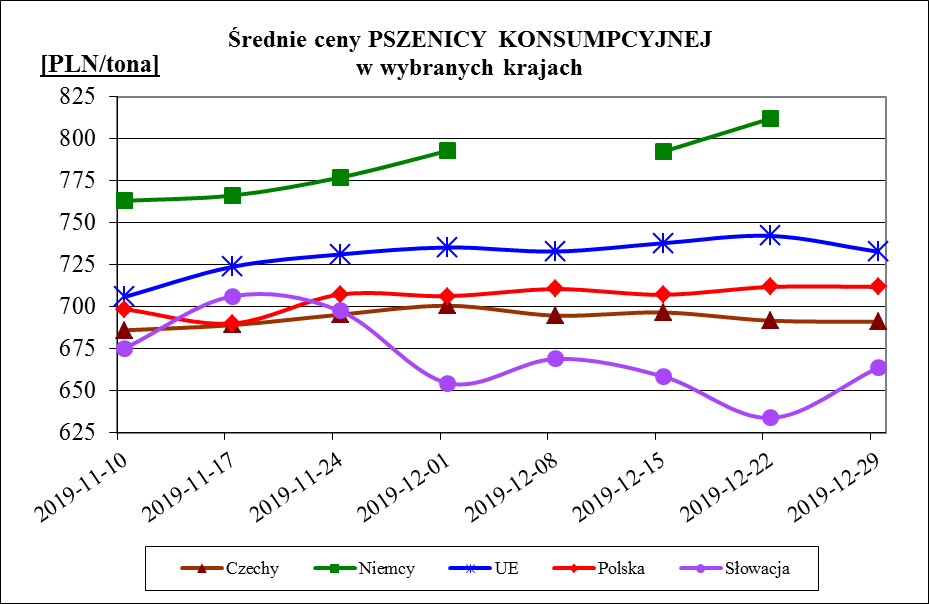 Średnie ceny PSZENICY KONSUMPCYJNEJ
w wybranych krajach
[PLN/tona]
825
800
775
750
725
700
675
650
625
2019-11-10
2019-11-17
2019-11-24
2019-12-01
2019-12-08
2019-12-15
2019-12-22
2019-12-29
Czechy
Niemcy
UE
Polska
Słowacja